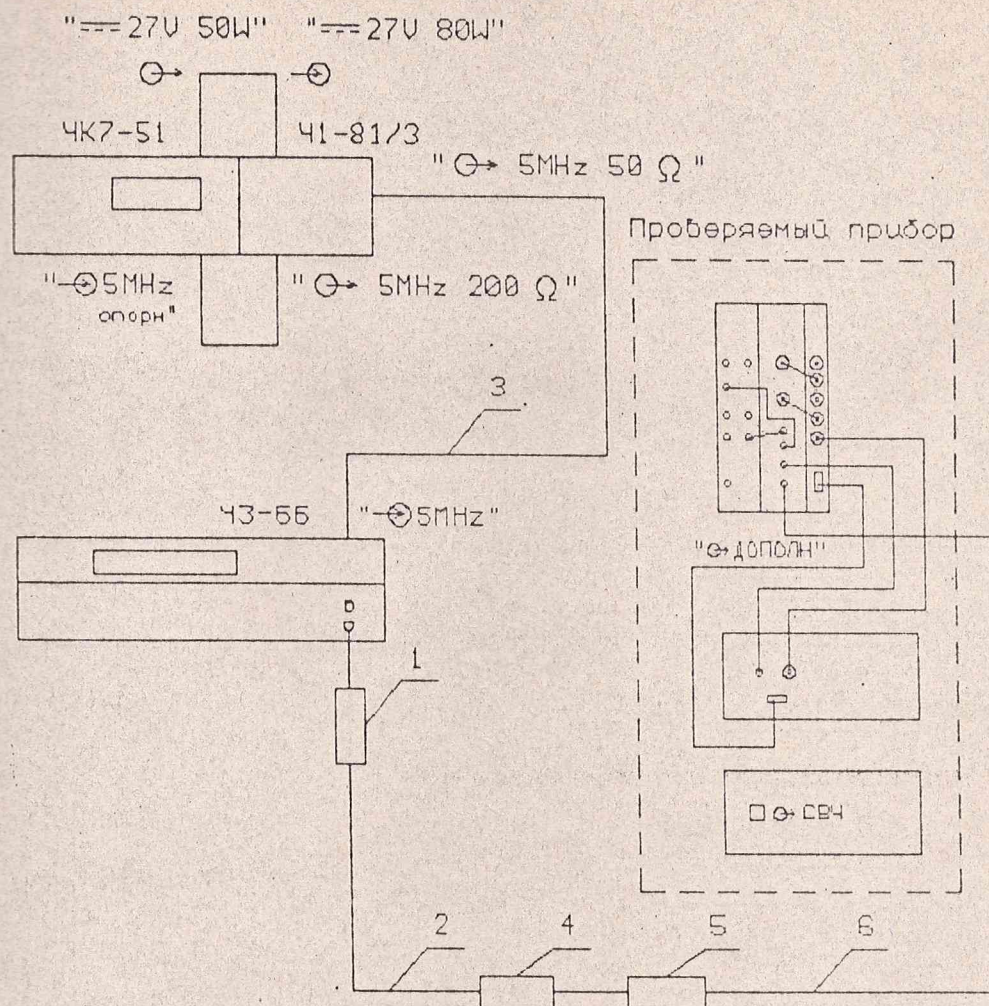 "⎓27V 50W" "⎓27V 80W"
ЧК7-51 Ч1-81/3
"5MHz 50 Ω"
Проверяемый прибор
"5MHz
опорн"
"5MHz 200 Ω"
3
ЧЗ-66 "5MHz"
"ДОПОЛН"
1
СВЧ
2 4 5 6